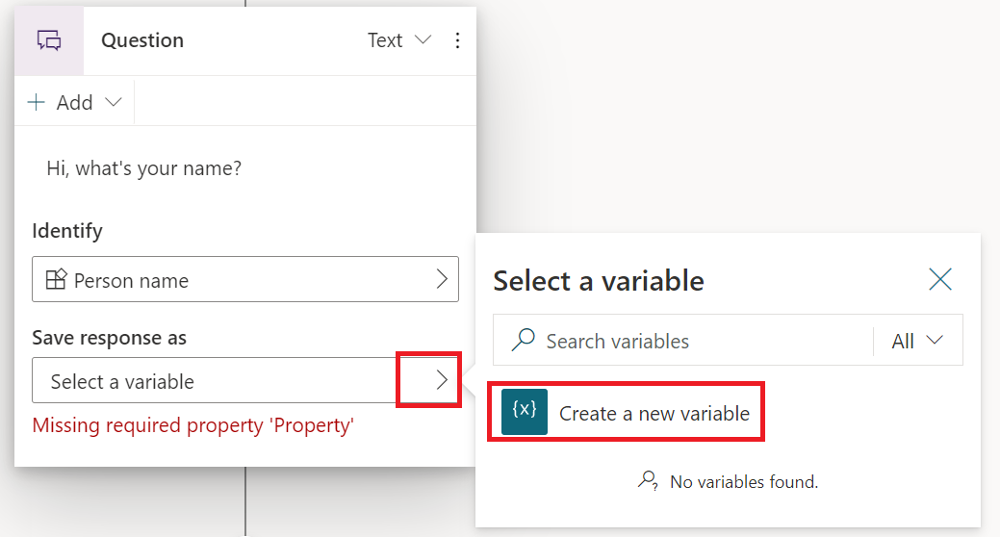 Question
Text
Add
Hi, what's your name?
Identify
Person name
Save response as
Select a variable
Missing required property 'Property'
Select a variable
Search variables
All
{x}
Create a new variable
No variables found.